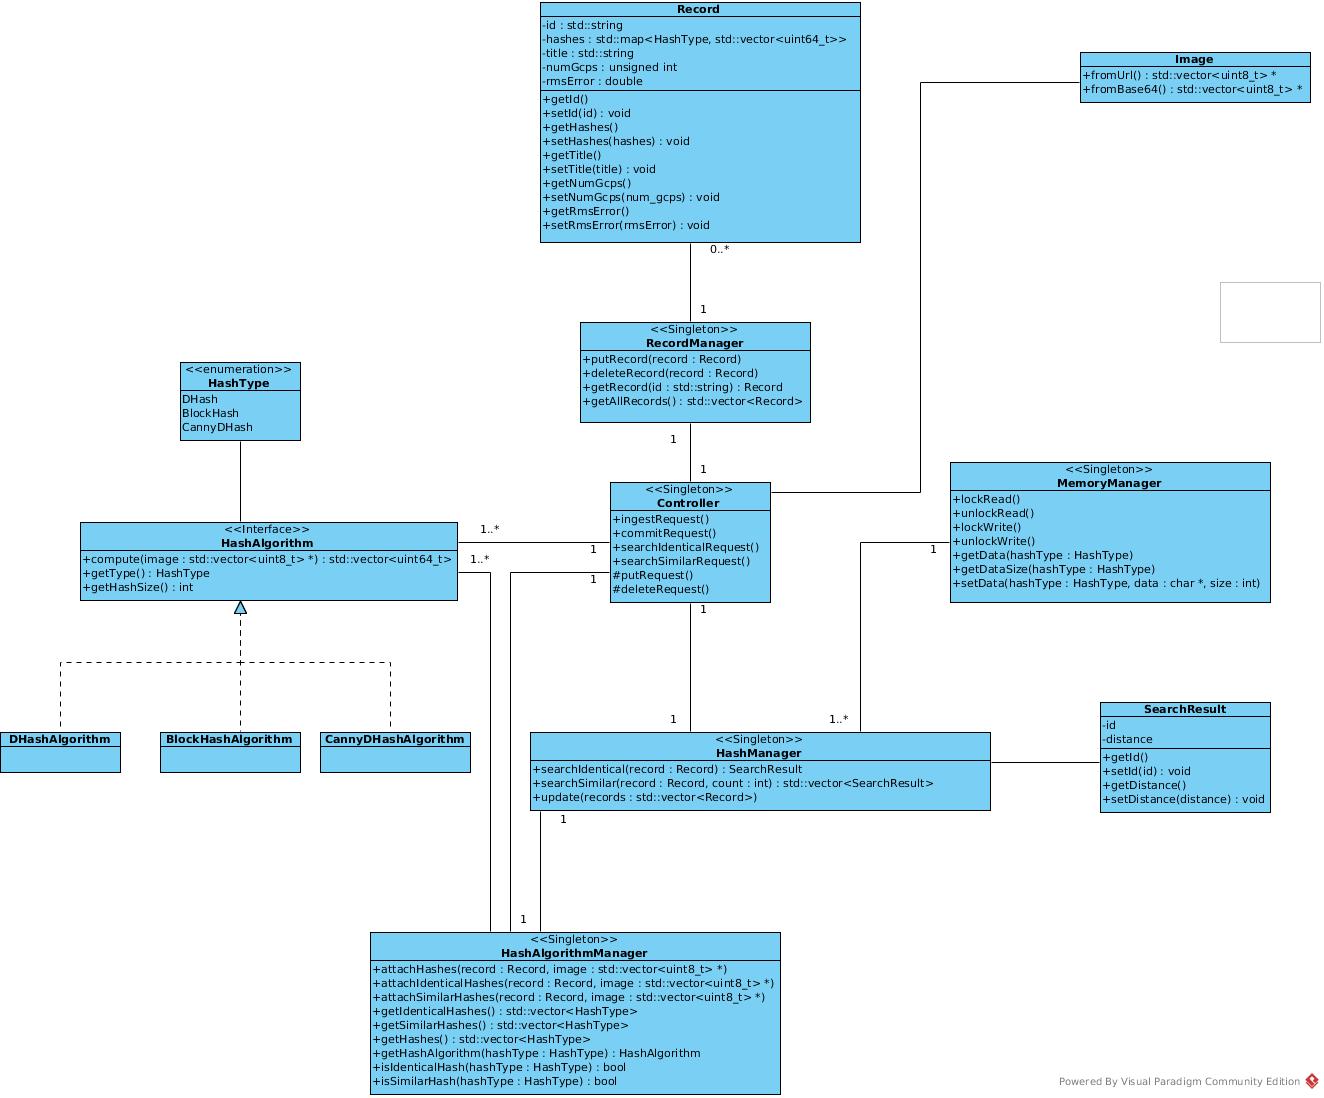 Record
-id : std::string
-hashes : std::map<HashType, std::vector<uint64_t>>
-title : std::string
-numGcps : unsigned int
-rmsError : double
+getId()
+setId(id) : void
+getHashes()
+setHashes(hashes) : void
+getTitle()
+setTitle(title) : void
+getNumGcps()
+setNumGcps(num_gcps) : void
+getRmsError()
+setRmsError(rmsError) : void
Image
+fromUrl() : std::vector<uint8_t> *
+fromBase64() : std::vector<uint8_t> *
0..*
1
<<Singleton>>
RecordManager
+putRecord(record : Record)
+deleteRecord(record : Record)
+getRecord(id : std::string) : Record
+getAllRecords() : std::vector<Record>
<<enumeration>>
HashType
DHash
BlockHash
CannyDHash
1
1
<<Singleton>>
Controller
+ingestRequest()
+commitRequest()
+searchIdenticalRequest()
+searchSimilarRequest()
#putRequest()
#deleteRequest()
<<Singleton>>
MemoryManager
+lockRead()
+unlockRead()
+lockWrite()
+unlockWrite()
+getData(hashType : HashType)
+getDataSize(hashType : HashType)
+setData(hashType : HashType, data : char *, size : int)
<<Interface>>
HashAlgorithm
+compute(image : std::vector<uint8_t> *) : std::vector<uint64_t>
+getType() : HashType
+getHashSize() : int
1..*
1
1..*
1
1
1
DHashAlgorithm
BlockHashAlgorithm
CannyDHashAlgorithm
1
1..*
<<Singleton>>
HashManager
+searchIdentical(record : Record) : SearchResult
+searchSimilar(record : Record, count : int) : std::vector<SearchResult>
+update(records : std::vector<Record>)
SearchResult
-id
-distance
+getId()
+setId(id) : void
+getDistance()
+setDistance(distance) : void
1
1
<<Singleton>>
HashAlgorithmManager
+attachHashes(record : Record, image : std::vector<uint8_t> *)
+attachIdenticalHashes(record : Record, image : std::vector<uint8_t> *)
+attachSimilarHashes(record : Record, image : std::vector<uint8_t> *)
+getIdenticalHashes() : std::vector<HashType>
+getSimilarHashes() : std::vector<HashType>
+getHashes() : std::vector<HashType>
+getHashAlgorithm(hashType : HashType) : HashAlgorithm
+isIdenticalHash(hashType : HashType) : bool
+isSimilarHash(hashType : HashType) : bool
Powered By Visual Paradigm Community Edition